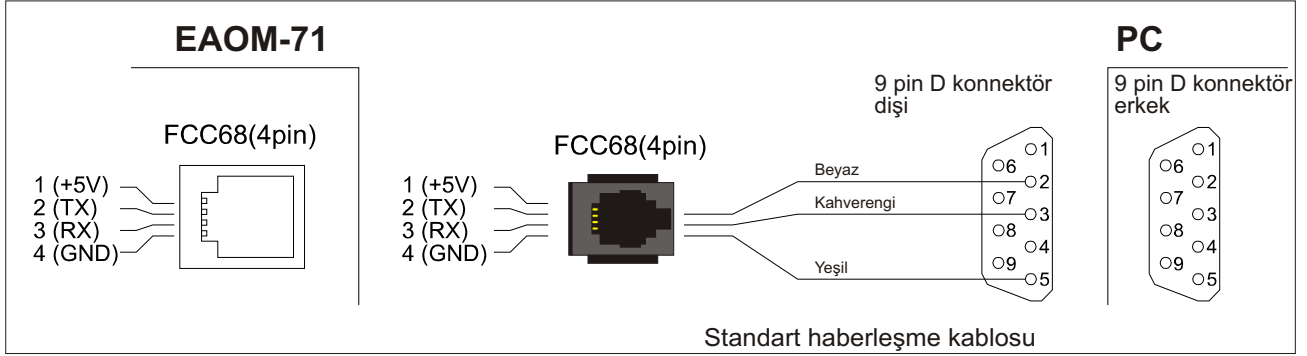 EAOM-71
PC
9 pin D konnektör
dişi
9 pin D konnektör
erkek
FCC68(4pin)
1 (+5V)
2 (TX)
3 (RX)
4 (GND)
FCC68(4pin)
1 (+5V)
2 (TX)
3 (RX)
4 (GND)
Beyaz
Kahverengi
Yeşil
1
6
2
7
3
8
4
9
5
1
6
2
7
3
8
4
9
5
Standart haberleşme kablosu